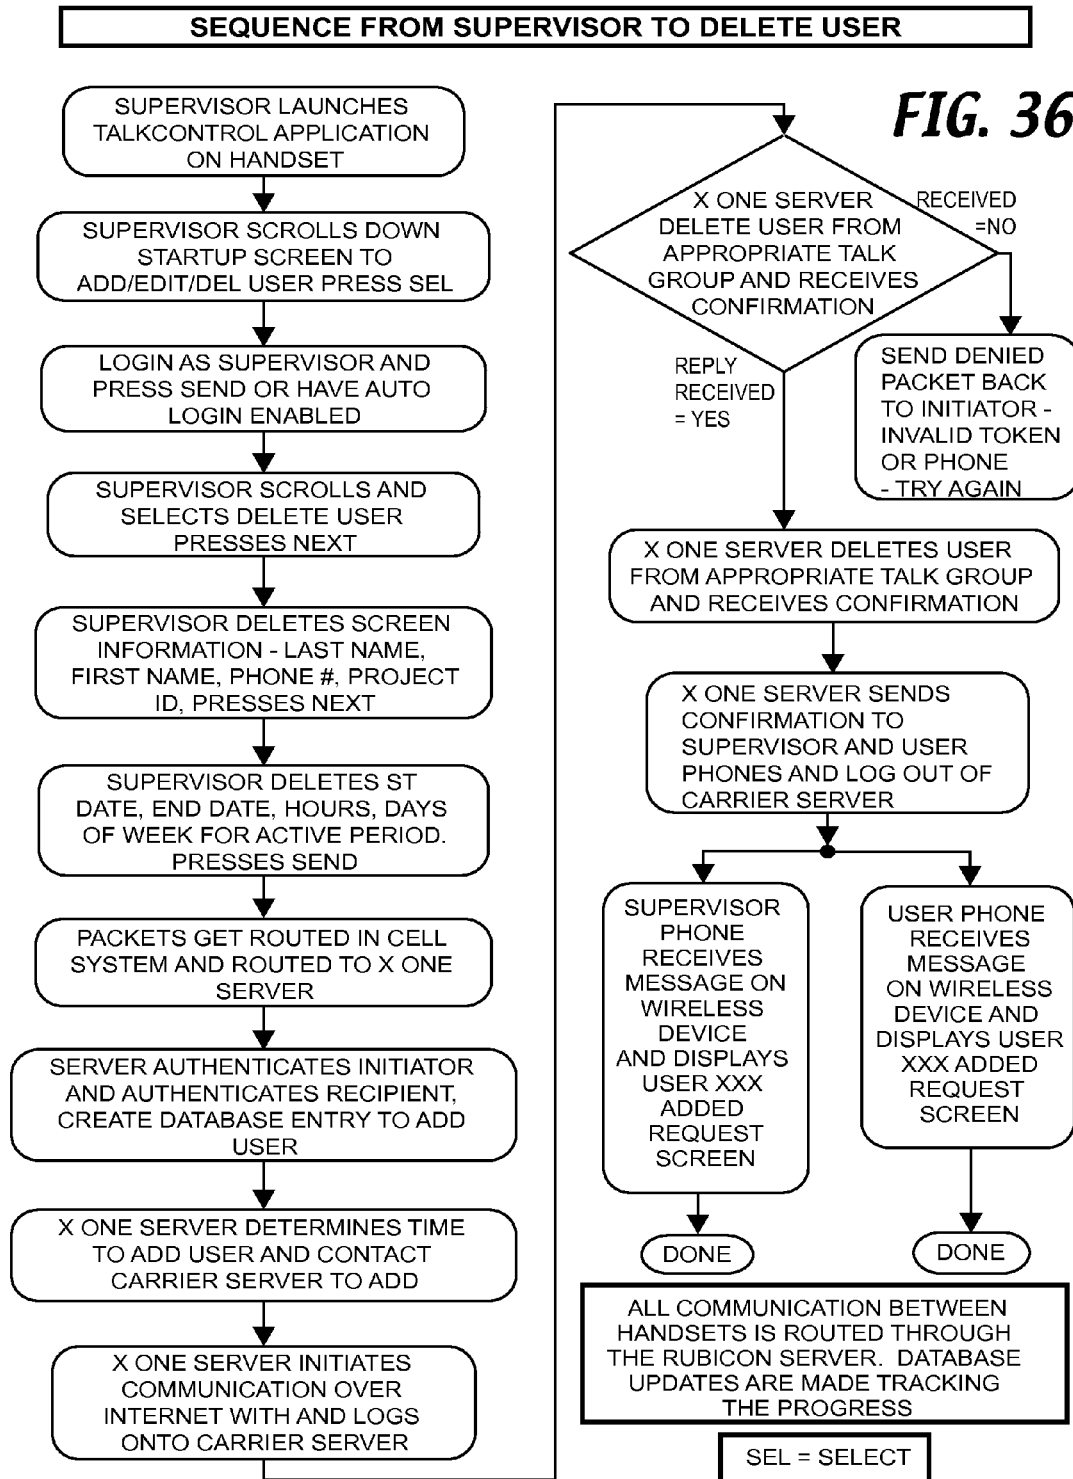 SEQUENCE FROM SUPERVISOR TO DELETE USER
FIG. 36
SUPERVISOR LAUNCHES
TALKCONTROL APPLICATION
ON HANDSET
SUPERVISOR SCROLLS DOWN
STARTUP SCREEN TO
ADD/EDIT/DEL USER PRESS SEL
LOGIN AS SUPERVISOR AND
PRESS SEND OR HAVE AUTO
LOGIN ENABLED
SUPERVISOR SCROLLS AND
SELECTS DELETE USER
PRESSES NEXT
SUPERVISOR DELETES SCREEN
INFORMATION - LAST NAME,
FIRST NAME, PHONE #, PROJECT
ID, PRESSES NEXT
SUPERVISOR DELETES ST
DATE, END DATE, HOURS, DAYS
OF WEEK FOR ACTIVE PERIOD.
PRESSES SEND
PACKETS GET ROUTED IN CELL
SYSTEM AND ROUTED TO X ONE
SERVER
SERVER AUTHENTICATES INITIATOR
AND AUTHENTICATES RECIPIENT,
CREATE DATABASE ENTRY TO ADD
USER
X ONE SERVER DETERMINES TIME
TO ADD USER AND CONTACT
CARRIER SERVER TO ADD
X ONE SERVER INITIATES
COMMUNICATION OVER
INTERNET WITH AND LOGS
ONTO CARRIER SERVER
X ONE SERVER
DELETE USER FROM
APPROPRIATE TALK
GROUP AND RECEIVES
CONFIRMATION
RECEIVED
=NO
REPLY
RECEIVED
= YES
SEND DENIED
PACKET BACK
TO INITIATOR -
INVALID TOKEN
OR PHONE
- TRY AGAIN
X ONE SERVER DELETES USER
FROM APPROPRIATE TALK GROUP
AND RECEIVES CONFIRMATION
X ONE SERVER SENDS
CONFIRMATION TO
SUPERVISOR AND USER
PHONES AND LOG OUT OF
CARRIER SERVER
SUPERVISOR
PHONE
RECEIVES
MESSAGE ON
WIRELESS
DEVICE
AND DISPLAYS
USER XXX
ADDED
REQUEST
SCREEN
DONE
USER PHONE
RECEIVES
MESSAGE
ON WIRELESS
DEVICE AND
DISPLAYS USER
XXX ADDED
REQUEST
SCREEN
DONE
ALL COMMUNICATION BETWEEN
HANDSETS IS ROUTED THROUGH
THE RUBICON SERVER. DATABASE
UPDATES ARE MADE TRACKING
THE PROGRESS
SEL = SELECT